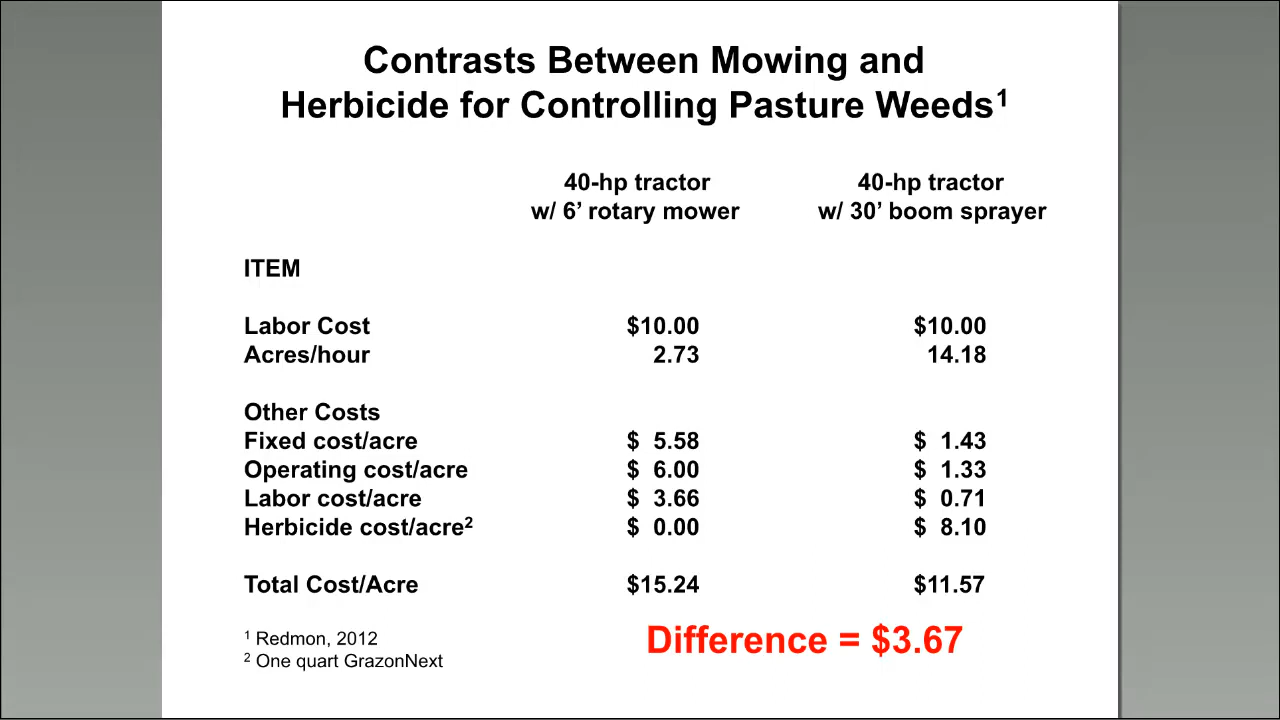 Contrasts Between Mowing and
Herbicide for Controlling Pasture Weeds¹
40-hp tractor 40-hp tractor
w/ 6’ rotary mower w/ 30’ boom sprayer
ITEM
Labor Cost $10.00 $10.00
Acres/hour 2.73 14.18
Other Costs
Fixed cost/acre $ 5.58 $ 1.43
Operating cost/acre $ 6.00 $ 1.33
Labor cost/acre $ 3.66 $ 0.71
Herbicide cost/acre² $ 0.00 $ 8.10
Total Cost/Acre $15.24 $11.57
¹ Redmon, 2012
² One quart GrazonNext
Difference = $3.67